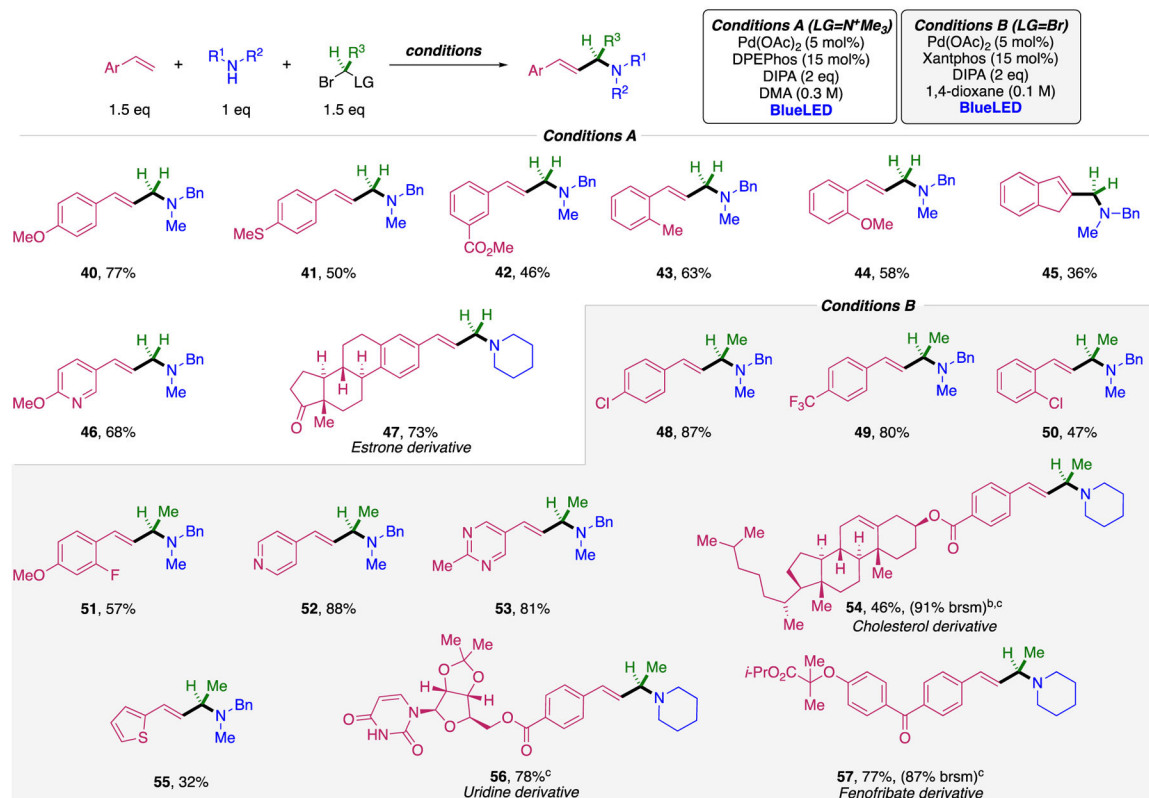 Ar
1.5 eq
+
R¹ R²
N
H
1 eq
+
H R³
Br LG
1.5 eq
conditions
H R³
Ar N R¹
R²
Conditions A (LG=N⁺Me₃)
Pd(OAc)₂ (5 mol%)
DPEPhos (15 mol%)
DIPA (2 eq)
DMA (0.3 M)
BlueLED
Conditions B (LG=Br)
Pd(OAc)₂ (5 mol%)
Xantphos (15 mol%)
DIPA (2 eq)
1,4-dioxane (0.1 M)
BlueLED
Conditions A
H H
N Bn
Me
MeO
40, 77%
H H
N Bn
Me
MeS
41, 50%
H H
N Bn
Me
CO₂Me
42, 46%
H H
N Bn
Me
Me
43, 63%
H H
N Bn
Me
OMe
44, 58%
H H
N Bn
Me
45, 36%
H H
N Bn
Me
MeO N
46, 68%
H H
N
H
H H
O Me
47, 73%
Estrone derivative
Conditions B
H Me
N Bn
Me
Cl
48, 87%
H Me
N Bn
Me
F₃C
49, 80%
H Me
N Bn
Me
Cl
50, 47%
H Me
N Bn
Me
MeO F
51, 57%
H Me
N Bn
Me
N
52, 88%
H Me
N Bn
Me
N
Me N
53, 81%
H Me
N
O
O
Me
Me
H
H H
Me
Me
Me
54, 46%, (91% brsm)ᵇ,ᶜ
Cholesterol derivative
H Me
N Bn
Me
S
55, 32%
Me Me
O O
H H
N
O
O
O N
HN
O
O
H Me
N
56, 78%ᶜ
Uridine derivative
i-PrO₂C Me
O
Me
O
H Me
N
57, 77%, (87% brsm)ᶜ
Fenofribate derivative